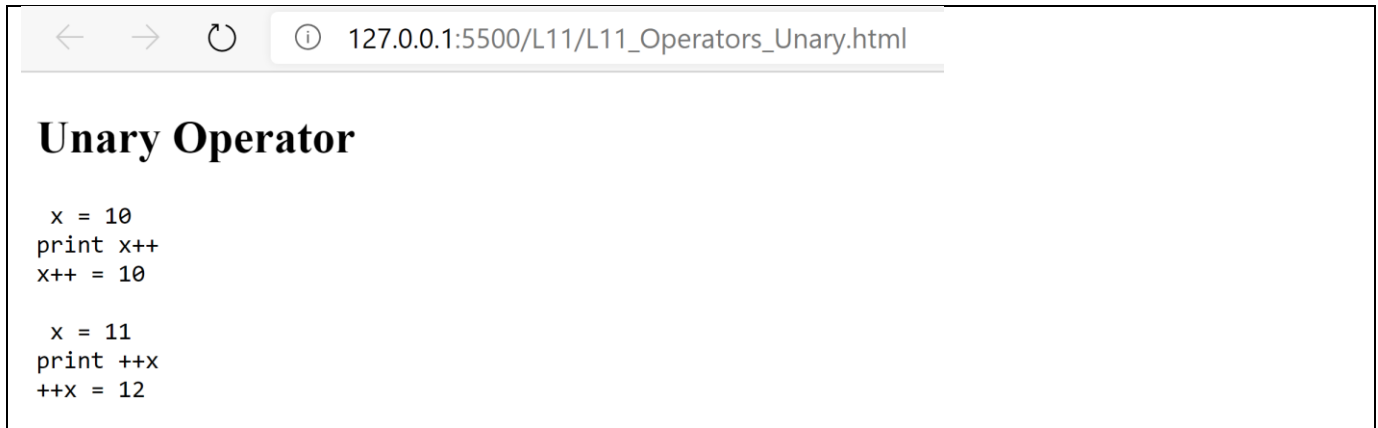 127.0.0.1:5500/L11/L11_Operators_Unary.html
Unary Operator
x = 10
print x++
x++ = 10
x = 11
print ++x
++x = 12